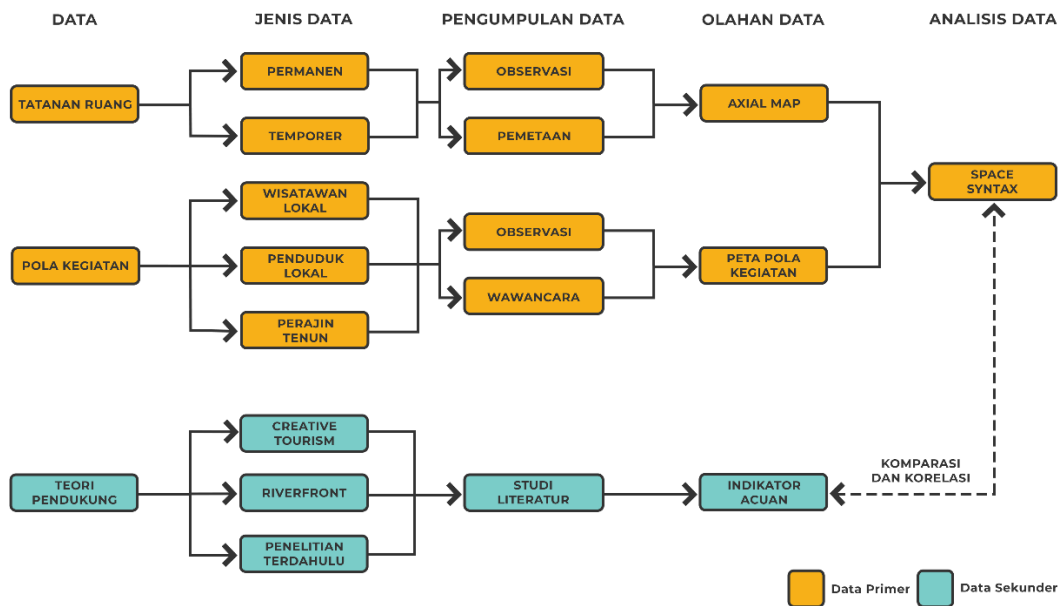 DATA
JENIS DATA
PENGUMPULAN DATA
OLAHAN DATA
ANALISIS DATA
TATANAN RUANG
PERMANEN
TEMPORER
OBSERVASI
PEMETAAN
AXIAL MAP
SPACE
SYNTAX
POLA KEGIATAN
WISATAWAN
LOKAL
PENDUDUK
LOKAL
PERAJIN
TENUN
OBSERVASI
WAWANCARA
PETA POLA
KEGIATAN
TEORI
PENDUKUNG
CREATIVE
TOURISM
RIVERFRONT
PENELITIAN
TERDAHULU
STUDI
LITERATUR
INDIKATOR
ACUAN
KOMPARASI
DAN KORELASI
Data Primer
Data Sekunder